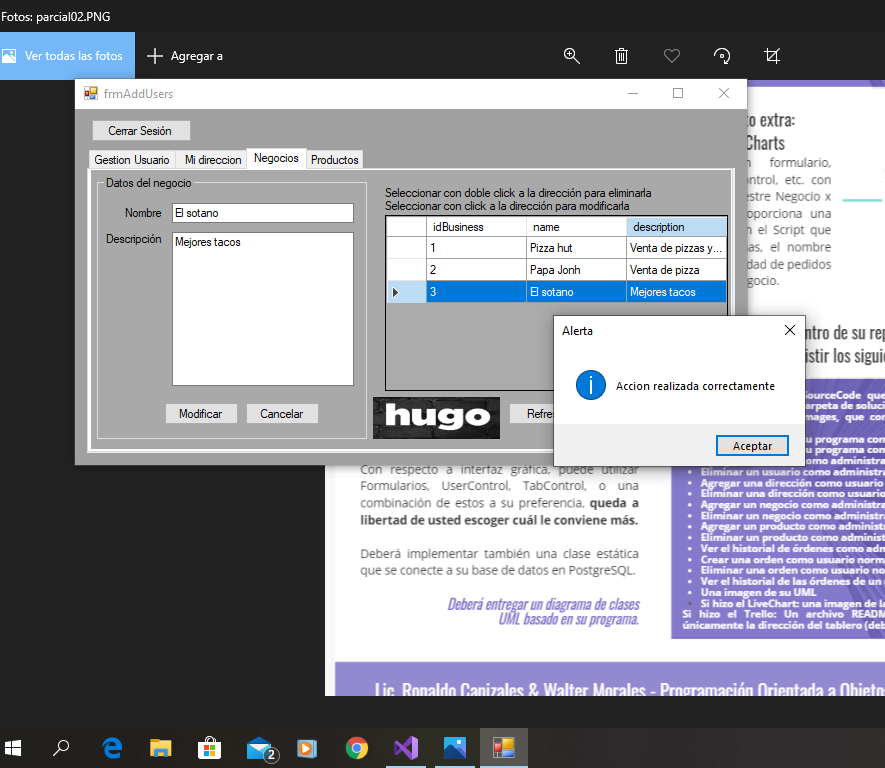 Fotos: parcial02.PNG
Ver todas las fotos
Agregar a
frmAddUsers
Cerrar Sesión
Gestion Usuario
Mi direccion
Negocios
Productos
Datos del negocio
Nombre
El sotano
Descripción
Mejores tacos
Modificar
Cancelar
Seleccionar con doble click a la dirección para eliminarla
Seleccionar con click a la dirección para modificarla
idBusiness name description
1 Pizza hut Venta de pizzas y...
2 Papa Jonh Venta de pizza
3 El sotano Mejores tacos
hugo
Refre
Alerta
Accion realizada correctamente
Aceptar
o extra:
Charts
formulario,
ntrol, etc. con
estre Negocio x
oporciona una
n el Script que
as, el nombre
dad de pedidos
gocio.
ntro de su rep
istir los siguie
SourceCode que
arpeta de soluci
mages, que con
u programa com
u programa com
omo administra
Eliminar un usuario como administra
Agregar una dirección como usuario
Eliminar una dirección como usuario
Agregar un negocio como administra
Eliminar un negocio como administra
Agregar un producto como administ
Eliminar un producto como administ
Ver el historial de órdenes como adm
Crear una orden como usuario norm
Eliminar una orden como usuario no
Ver el historial de las órdenes de un
Una imagen de su UML
Si hizo el LiveChart: una imagen de la
Si hizo el Trello: Un archivo READM
únicamente la dirección del tablero (deb
Con respecto a interfaz gráfica, puede utilizar
Formularios, UserControl, TabControl, o una
combinación de estos a su preferencia, queda a
libertad de usted escoger cuál le conviene más.
Deberá implementar también una clase estática
que se conecte a su base de datos en PostgreSQL.
Deberá entregar un diagrama de clases
UML basado en su programa.
Lic. Ronaldo Canizales & Walter Morales - Programación Orientada a Objetos
2